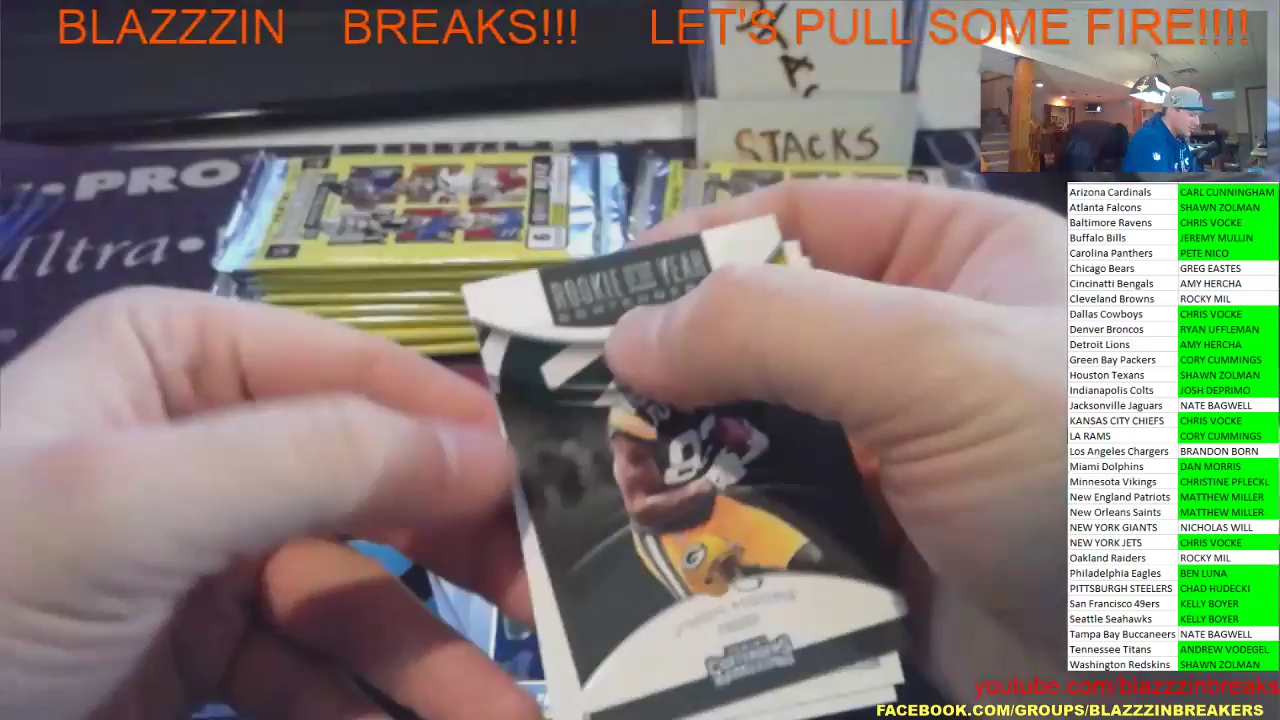 BLAZZZIN BREAKS!!! LET'S PULL SOME FIRE!!!!
STACKS
PRO
Ultra
ROOKIE OF THE YEAR
CONTENDERS
Arizona Cardinals CARL CUNNINGHAM
Atlanta Falcons SHAWN ZOLMAN
Baltimore Ravens CHRIS VOCKE
Buffalo Bills JEREMY MULLIN
Carolina Panthers PETE NICO
Chicago Bears GREG EASTES
Cincinatti Bengals AMY HERCHA
Cleveland Browns ROCKY MIL
Dallas Cowboys CHRIS VOCKE
Denver Broncos RYAN UFFLEMAN
Detroit Lions AMY HERCHA
Green Bay Packers CORY CUMMINGS
Houston Texans SHAWN ZOLMAN
Indianapolis Colts JOSH DEPRIMO
Jacksonville Jaguars NATE BAGWELL
KANSAS CITY CHIEFS CHRIS VOCKE
LA RAMS CORY CUMMINGS
Los Angeles Chargers BRANDON BORN
Miami Dolphins DAN MORRIS
Minnesota Vikings CHRISTINE PFLECKL
New England Patriots MATTHEW MILLER
New Orleans Saints MATTHEW MILLER
NEW YORK GIANTS NICHOLAS WILL
NEW YORK JETS CHRIS VOCKE
Oakland Raiders ROCKY MIL
Philadelphia Eagles BEN LUNA
PITTSBURGH STEELERS CHAD HUDECKI
San Francisco 49ers KELLY BOYER
Seattle Seahawks KELLY BOYER
Tampa Bay Buccaneers NATE BAGWELL
Tennessee Titans ANDREW VODEGEL
Washington Redskins SHAWN ZOLMAN
youtube.com/blazzzinbreaks
FACEBOOK.COM/GROUPS/BLAZZZINBREAKERS